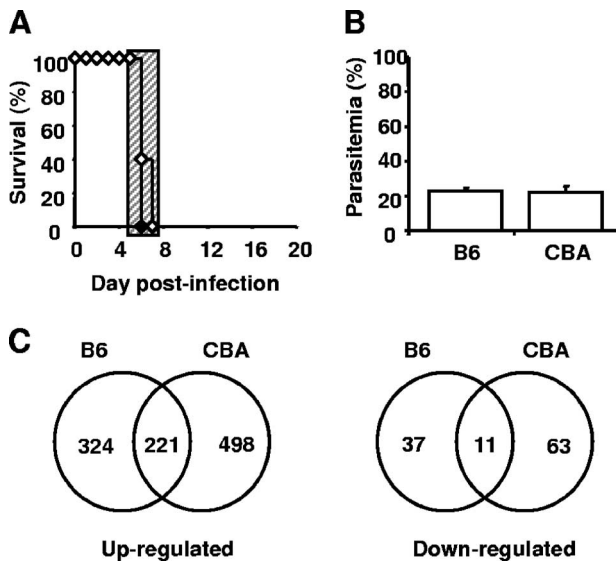 A
Survival (%)
100
80
60
40
20
0
0 4 8 12 16 20
Day post-infection
B
Parasitemia (%)
100
80
60
40
20
0
B6 CBA
C
B6 CBA
324 221 498
Up-regulated
B6 CBA
37 11 63
Down-regulated